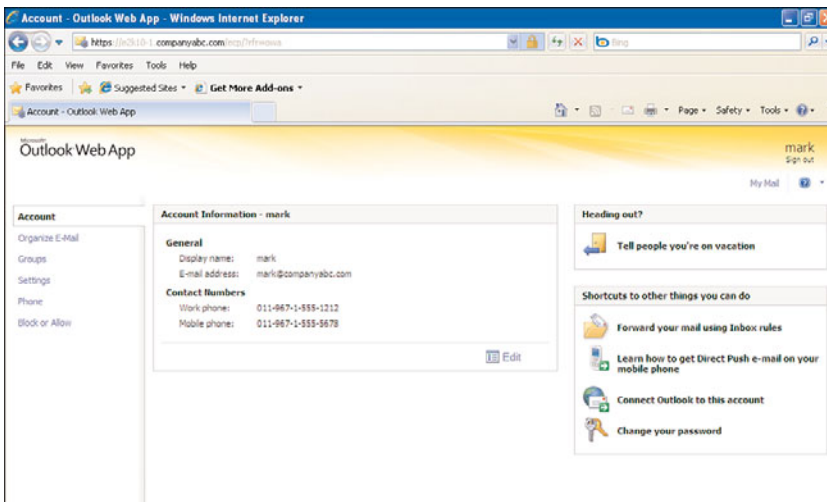 Account - Outlook Web App - Windows Internet Explorer
https://e2k10-1.companyabc.com/ecp/?rfr=owa
Bing
File Edit View Favorites Tools Help
Favorites Suggested Sites Get More Add-ons
Account - Outlook Web App
Page Safety Tools
Microsoft
Outlook Web App
mark
Sign out
My Mail
Account
Organize E-Mail
Groups
Settings
Phone
Block or Allow
Account Information - mark
General
Display name: mark
E-mail address: mark@companyabc.com
Contact Numbers
Work phone: 011-967-1-555-1212
Mobile phone: 011-967-1-555-5678
Edit
Heading out?
Tell people you're on vacation
Shortcuts to other things you can do
Forward your mail using Inbox rules
Learn how to get Direct Push e-mail on your
mobile phone
Connect Outlook to this account
Change your password